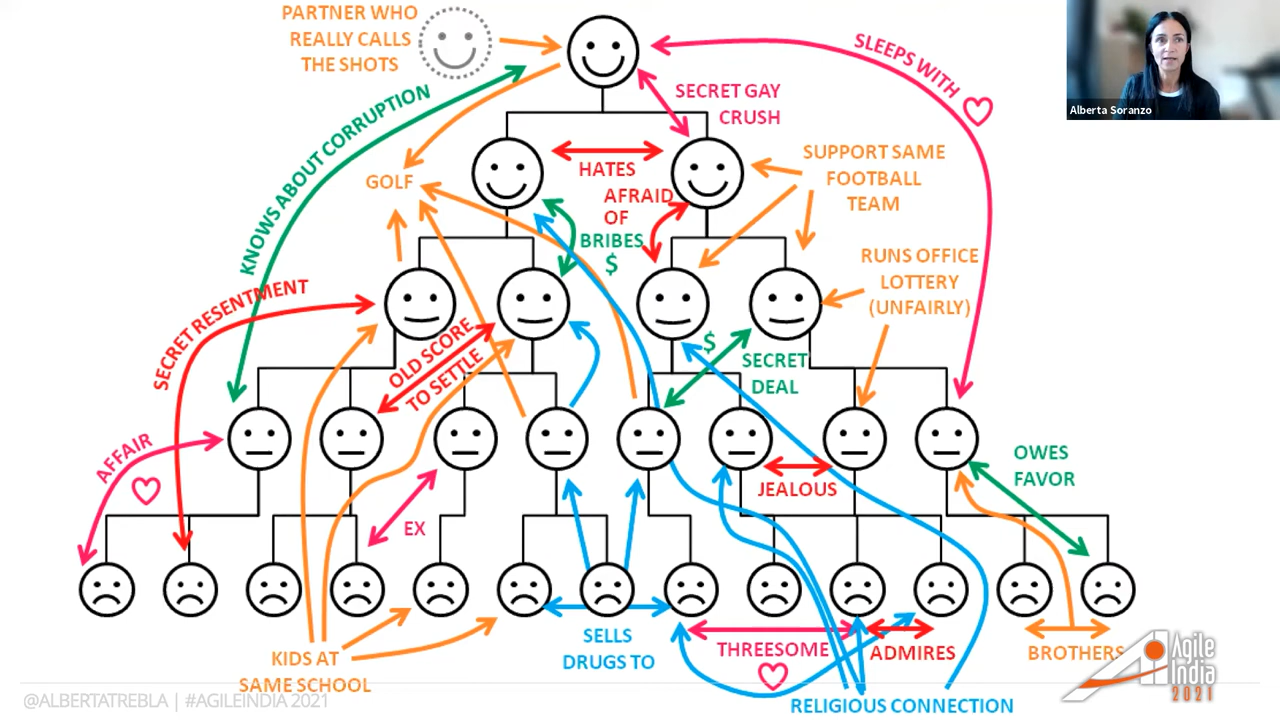 PARTNER WHO
REALLY CALLS
THE SHOTS
SLEEPS WITH
Alberta Soranzo
KNOWS ABOUT CORRUPTION
SECRET GAY
CRUSH
HATES
GOLF
SUPPORT SAME
FOOTBALL
TEAM
AFRAID
OF
BRIBES
$
RUNS OFFICE
LOTTERY
(UNFAIRLY)
SECRET RESENTMENT
OLD SCORE
TO SETTLE
$
SECRET
DEAL
AFFAIR
OWES
FAVOR
JEALOUS
EX
SELLS
DRUGS TO
THREESOME
ADMIRES
BROTHERS
KIDS AT
SAME SCHOOL
RELIGIOUS CONNECTION
@ALBERTATREBLA | #AGILEINDIA 2021
Agile
India
2021